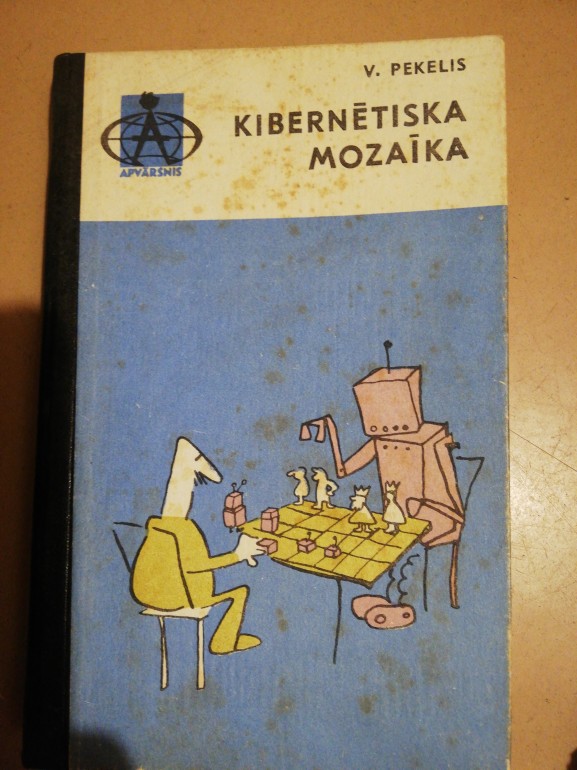 V. PEKELIS
KIBERNĒTISKA
MOZAĪKA
APVĀRSNIS